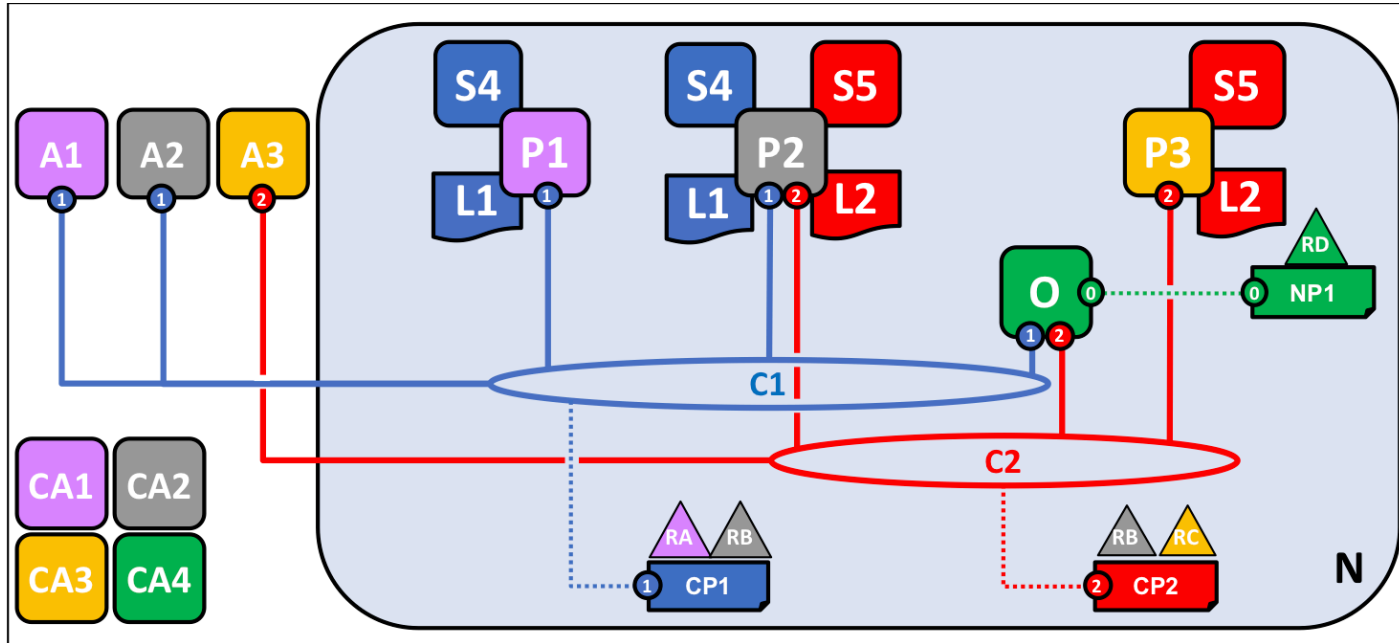 S4 S4 S5 S5
A1 A2 A3 P1 P2 P3
1 1 2 1 1 2 2
L1 L1 L2 L2
RD
O 0 0 NP1
1 2
C1
C2
CA1 CA2
RA RB RB RC
CA3 CA4 1 CP1 2 CP2 N